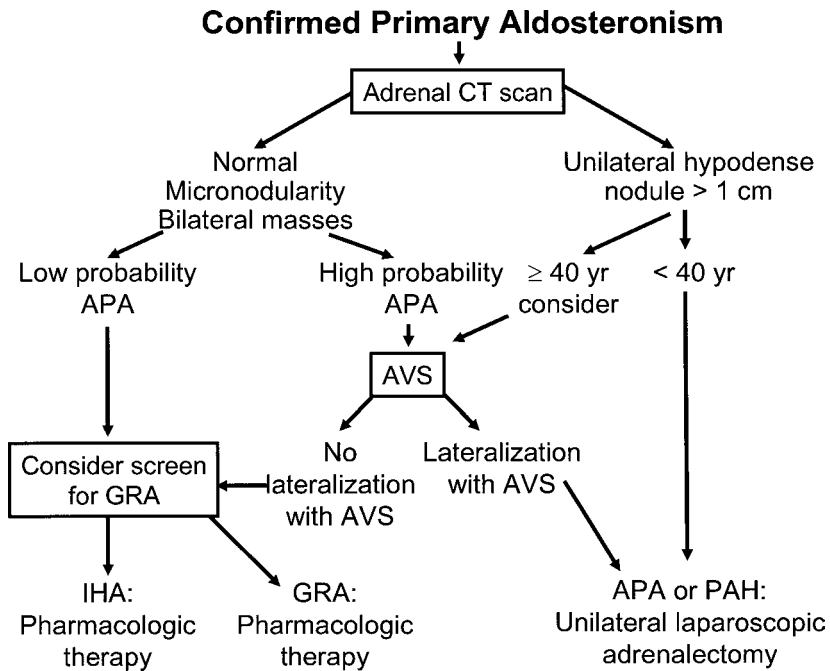 Confirmed Primary Aldosteronism
Adrenal CT scan
Normal
Micronodularity
Bilateral masses
Unilateral hypodense
nodule > 1 cm
Low probability
APA
High probability
APA
≥ 40 yr
consider
< 40 yr
AVS
No
lateralization
with AVS
Lateralization
with AVS
Consider screen
for GRA
IHA:
Pharmacologic
therapy
GRA:
Pharmacologic
therapy
APA or PAH:
Unilateral laparoscopic
adrenalectomy